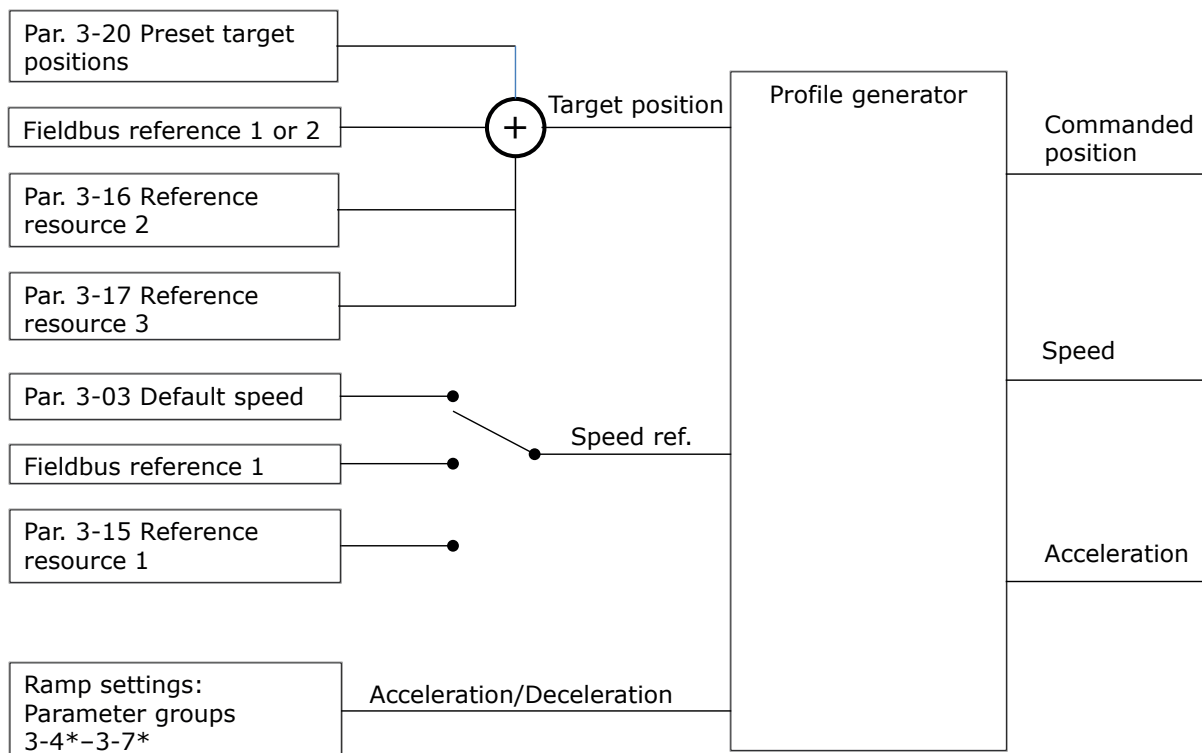 Par. 3-20 Preset target
positions
Fieldbus reference 1 or 2
Par. 3-16 Reference
resource 2
Par. 3-17 Reference
resource 3
Par. 3-03 Default speed
Fieldbus reference 1
Par. 3-15 Reference
resource 1
Ramp settings:
Parameter groups
3-4*–3-7*
+
Target position
Speed ref.
Acceleration/Deceleration
Profile generator
Commanded
position
Speed
Acceleration